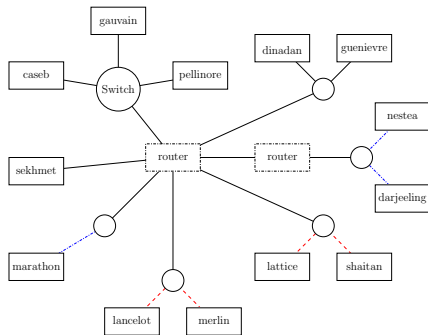 gauvain
dinadan
guenievre
caseb
Switch
pellinore
nestea
router
router
sekhmet
darjeeling
marathon
lattice
shaitan
lancelot
merlin